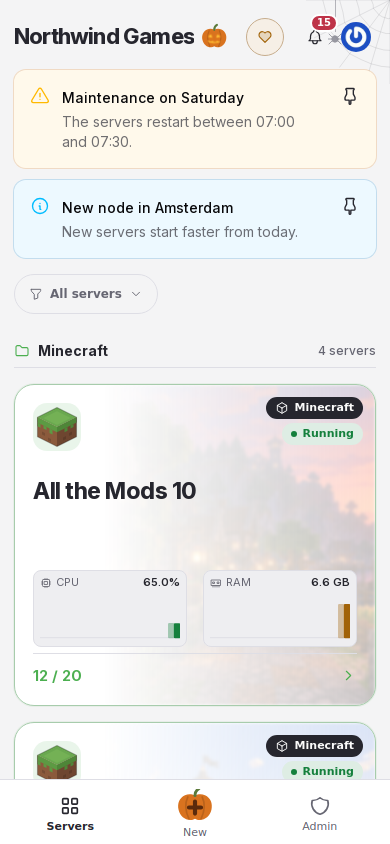 Northwind Games
15
Maintenance on Saturday
The servers restart between 07:00
and 07:30.
New node in Amsterdam
New servers start faster from today.
All servers
Minecraft
4 servers
Minecraft
Running
All the Mods 10
CPU
65.0%
RAM
6.6 GB
12 / 20
Minecraft
Running
Servers
New
Admin